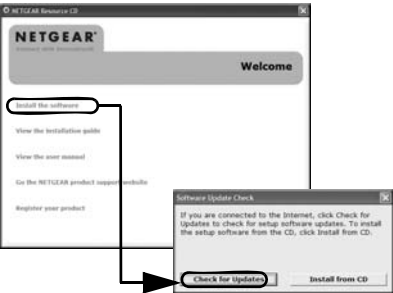 NETGEAR Resource CD
NETGEAR®
Connect with Innovation™
Welcome
Install the software
View the installation guide
View the user manual
Go the NETGEAR product support website
Register your product
Software Update Check
If you are connected to the Internet, click Check for
Updates to check for setup software updates. To install
the setup software from the CD, click Install from CD.
Check for Updates
Install from CD